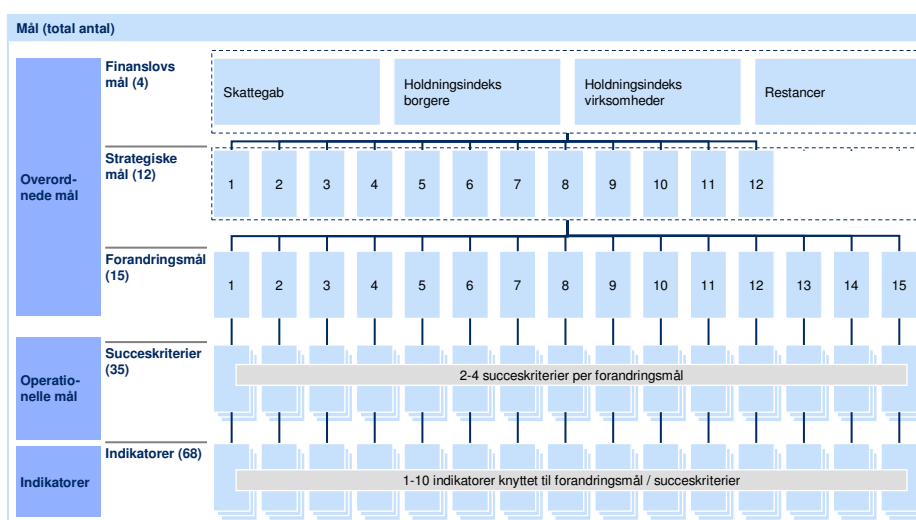 Mål (total antal)
Overord-
nede mål
Finanslovs
mål (4)
Skattegab
Holdningsindeks
borgere
Holdningsindeks
virksomheder
Restancer
Strategiske
mål (12)
1 2 3 4 5 6 7 8 9 10 11 12
Forandringsmål
(15)
1 2 3 4 5 6 7 8 9 10 11 12 13 14 15
Operatio-
nelle mål
Succeskriterier
(35)
2-4 succeskriterier per forandringsmål
Indikatorer
Indikatorer (68)
1-10 indikatorer knyttet til forandringsmål / succeskriterier